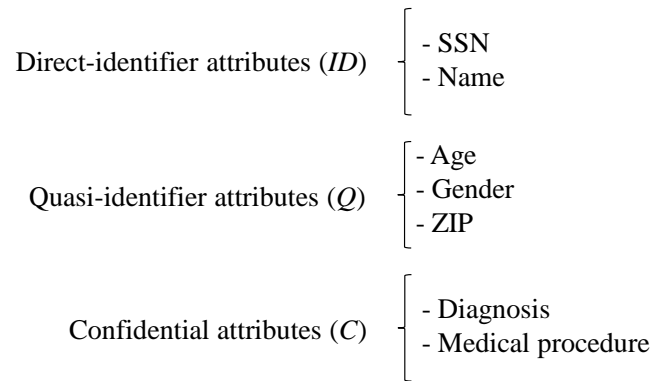 Direct-identifier attributes (ID)
- SSN
- Name
Quasi-identifier attributes (Q)
- Age
- Gender
- ZIP
Confidential attributes (C)
- Diagnosis
- Medical procedure